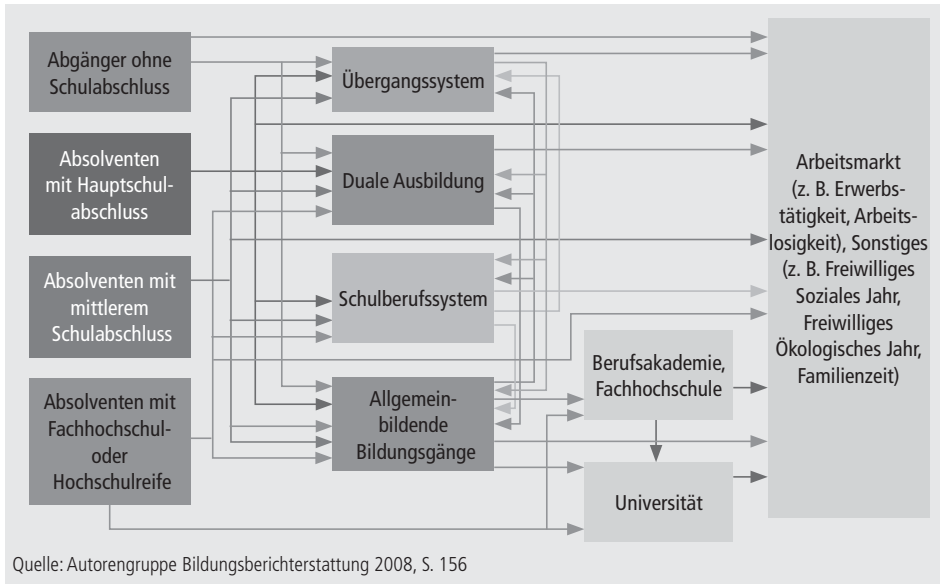 Abgänger ohne
Schulabschluss
Absolventen
mit Hauptschul-
abschluss
Absolventen mit
mittlerem
Schulabschluss
Absolventen mit
Fachhochschul-
oder
Hochschulreife
Übergangssystem
Duale Ausbildung
Schulberufssystem
Allgemein-
bildende
Bildungsgänge
Berufsakademie,
Fachhochschule
Universität
Arbeitsmarkt
(z. B. Erwerbs-
tätigkeit, Arbeits-
losigkeit), Sonstiges
(z. B. Freiwilliges
Soziales Jahr,
Freiwilliges
Ökologisches Jahr,
Familienzeit)
Quelle: Autorengruppe Bildungsberichterstattung 2008, S. 156